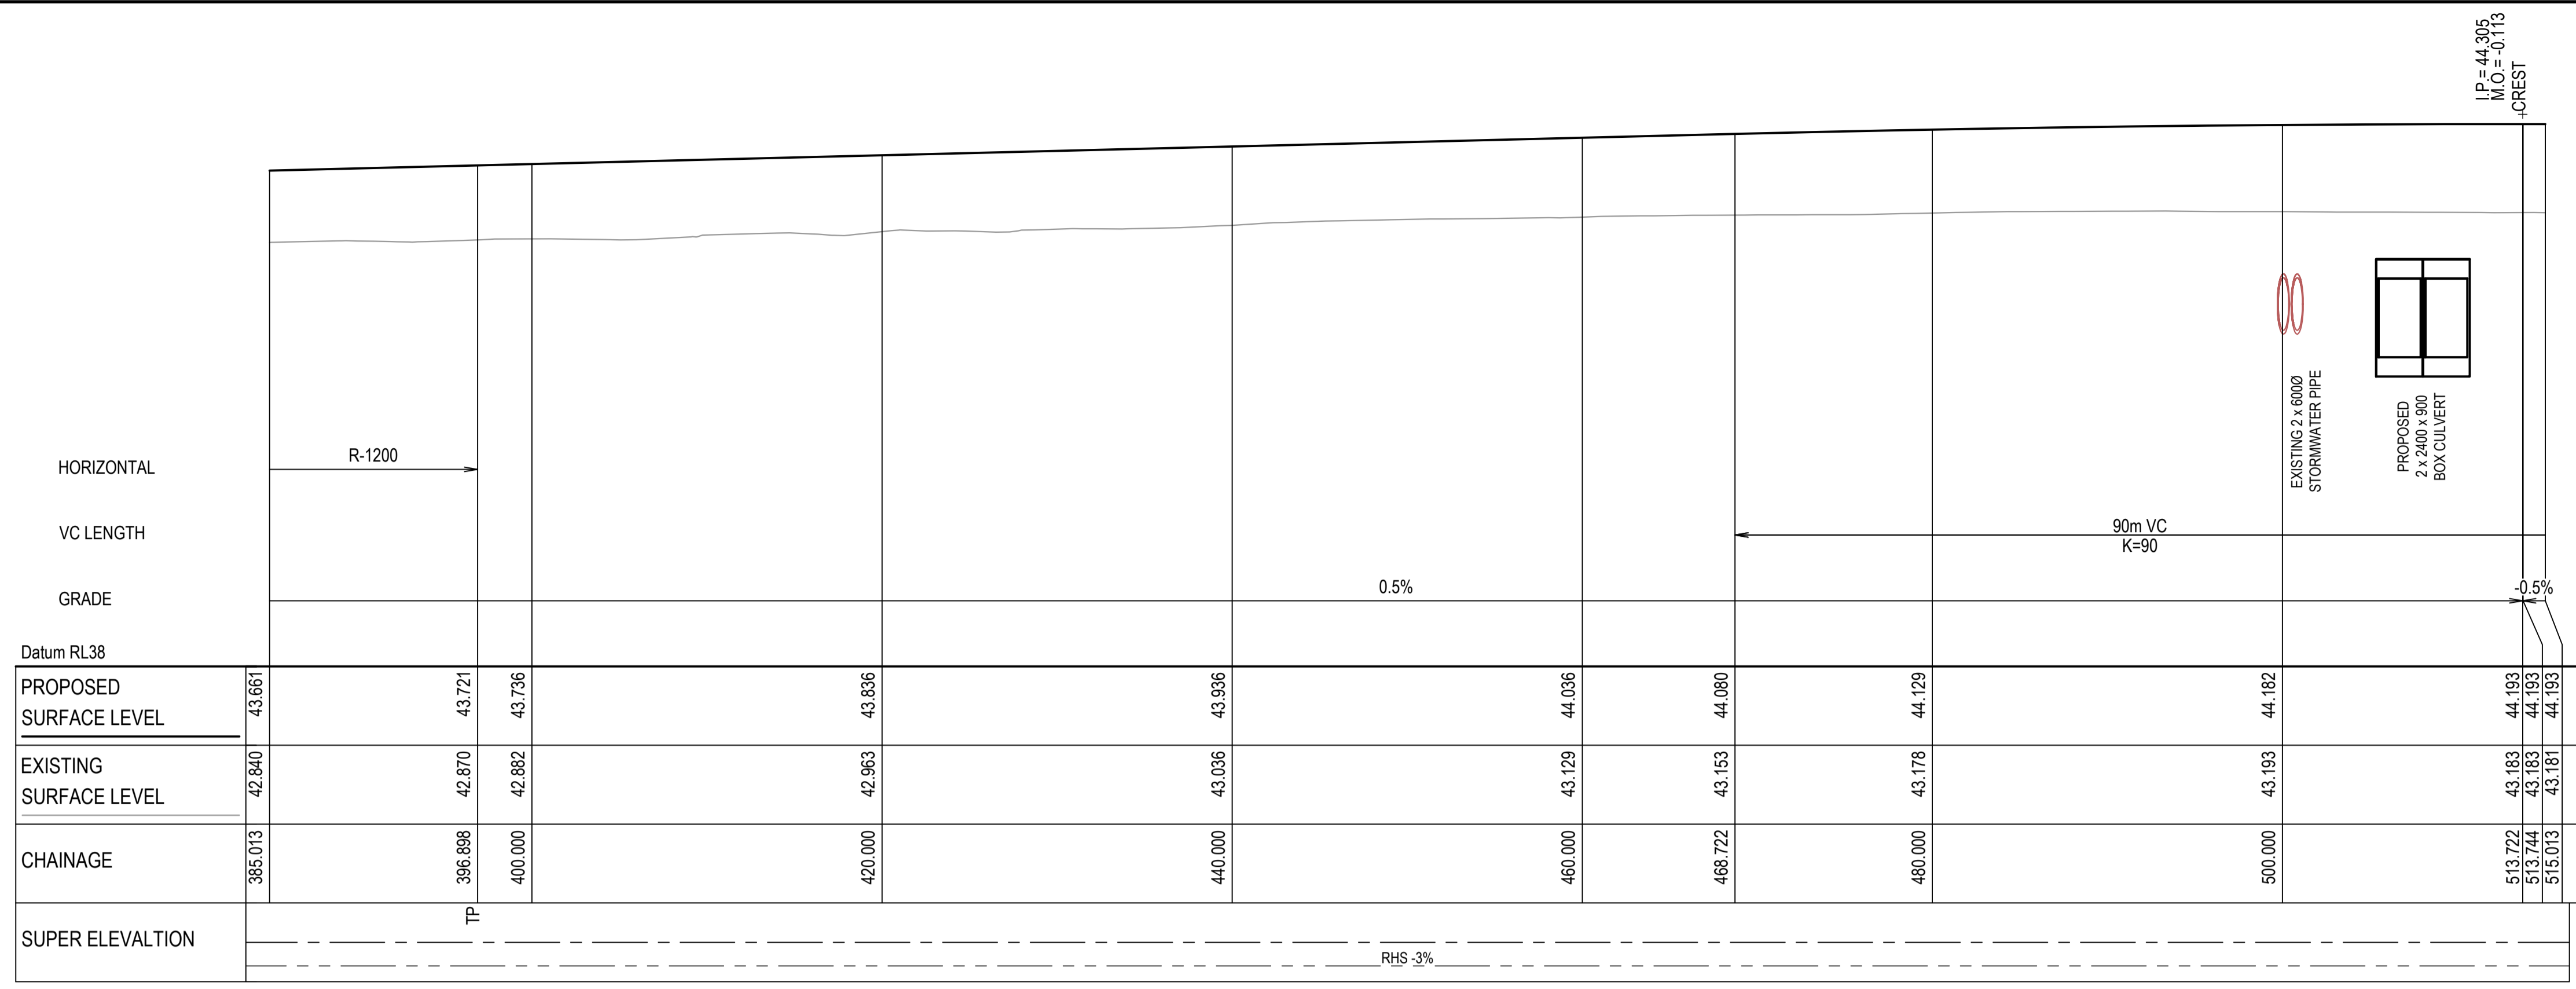 I.P.= 44.305
M.O.= -0.113
CREST
EXISTING 2 x 600Ø
STORMWATER PIPE
PROPOSED
2 x 2400 x 900
BOX CULVERT
HORIZONTAL
R-1200
VC LENGTH
90m VC
K=90
GRADE
0.5%
-0.5%
Datum RL38
PROPOSED
SURFACE LEVEL
43.661 43.721 43.736 43.836 43.936 44.036 44.080 44.129 44.182 44.193 44.193 44.193
EXISTING
SURFACE LEVEL
42.840 42.870 42.882 42.963 43.036 43.129 43.153 43.178 43.193 43.183 43.183 43.181
CHAINAGE
385.013 396.898 400.000 420.000 440.000 460.000 468.722 480.000 500.000 513.722 513.744 515.013
TP
SUPER ELEVALTION
RHS -3%